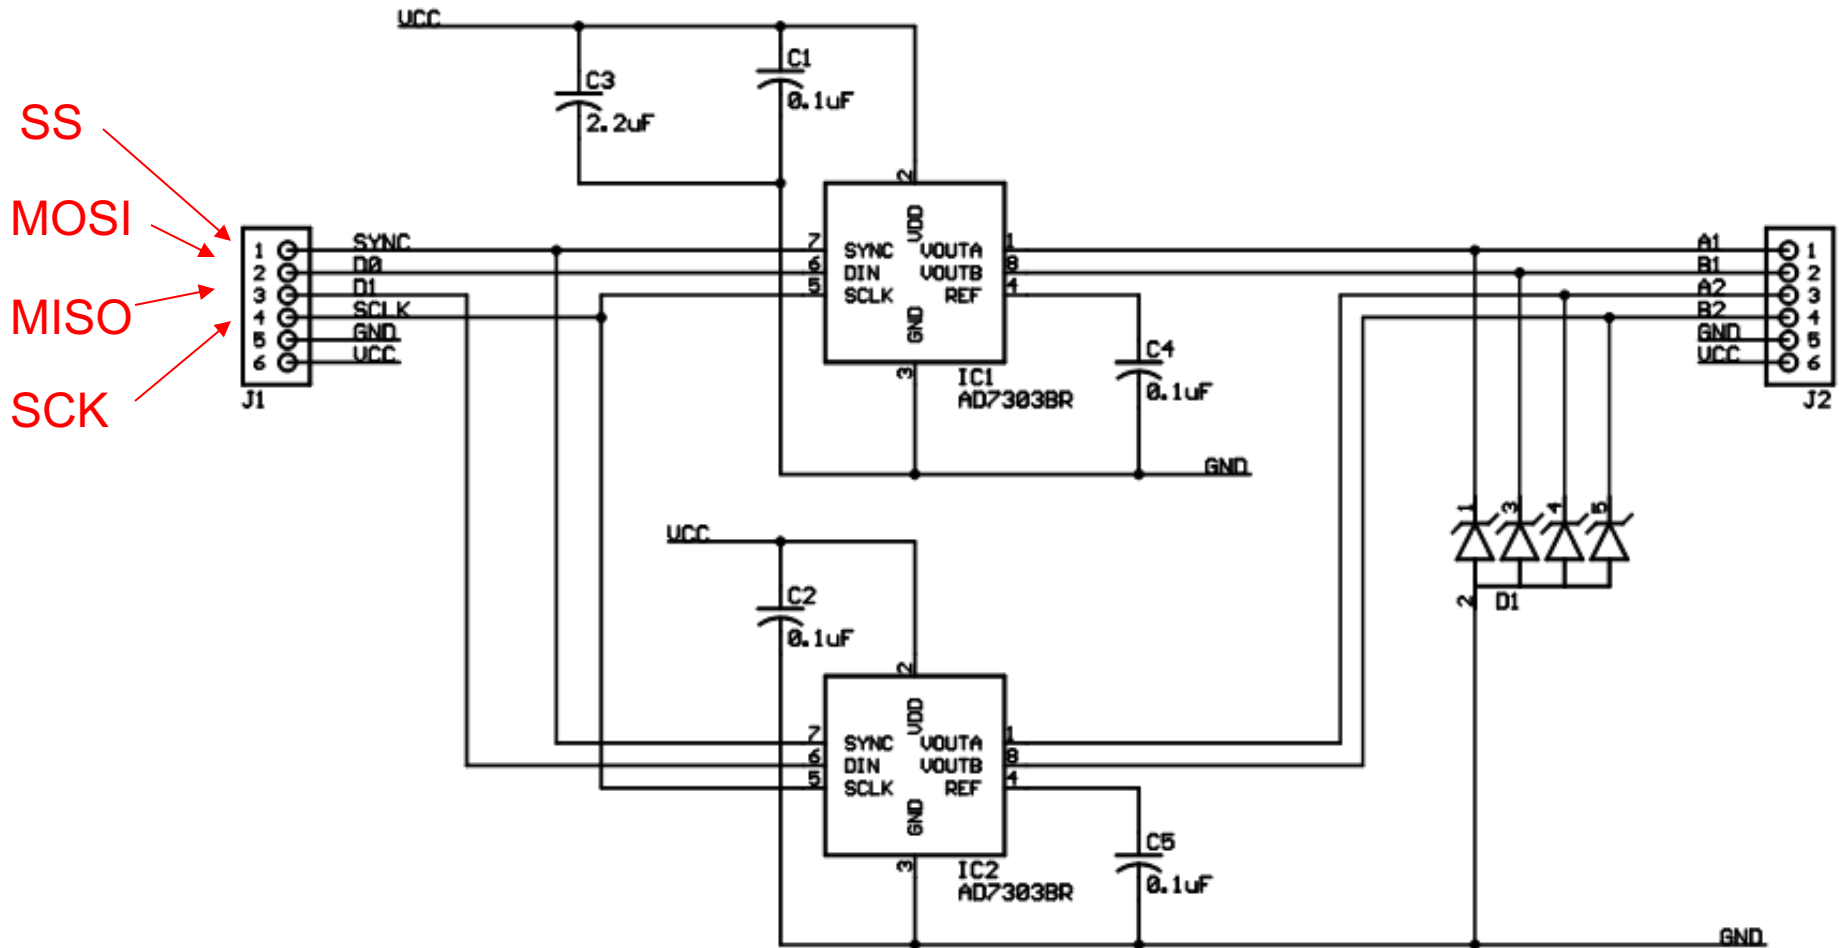 VCC
C1
0.1uF
C3
2.2uF
SS
MOSI
MISO
SCK
1 SYNC
2 D0
3 D1
4 SCLK
5 GND
6 VCC
J1
2
VDD
7 SYNC VOUTA 1
6 DIN VOUTB 8
5 SCLK REF 4
GND
3
IC1
AD7303BR
C4
0.1uF
GND
A1 1
B1 2
A2 3
B2 4
GND 5
VCC 6
J2
1 3 4 5
2 D1
VCC
C2
0.1uF
2
VDD
7 SYNC VOUTA 1
6 DIN VOUTB 8
5 SCLK REF 4
GND
3
IC2
AD7303BR
C5
0.1uF
GND